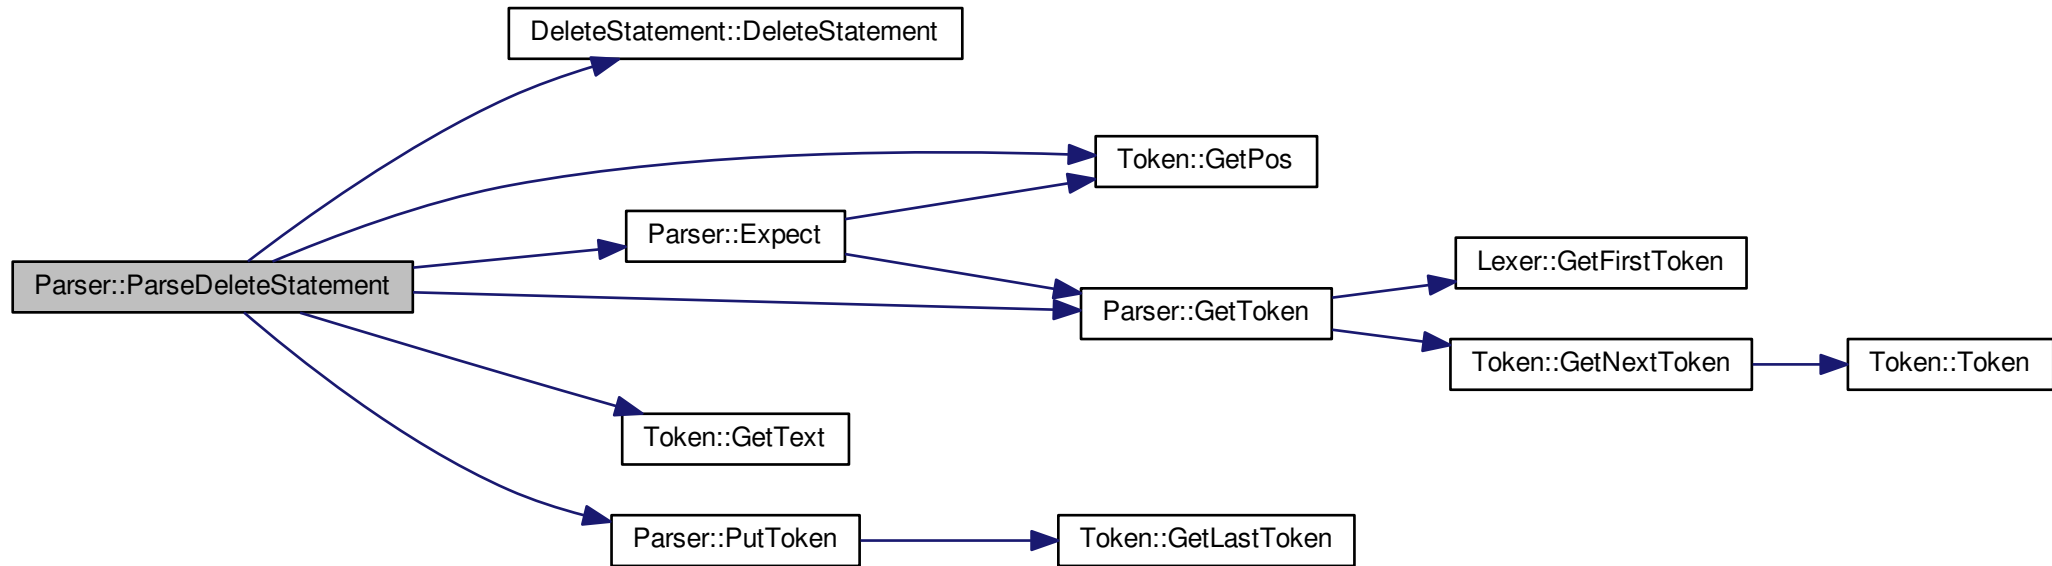 DeleteStatement::DeleteStatement
Token::GetPos
Parser::Expect
Lexer::GetFirstToken
Parser::ParseDeleteStatement
Parser::GetToken
Token::GetNextToken
Token::Token
Token::GetText
Parser::PutToken
Token::GetLastToken